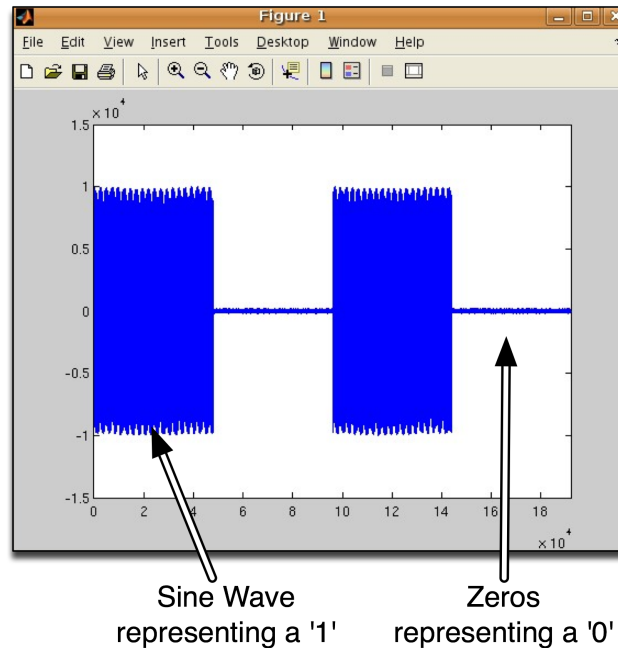 Figure 1
File Edit View Insert Tools Desktop Window Help
× 10⁴
1.5
1
0.5
0
-0.5
-1
-1.5
0 2 4 6 8 10 12 14 16 18
× 10⁴
Sine Wave Zeros
representing a '1' representing a '0'